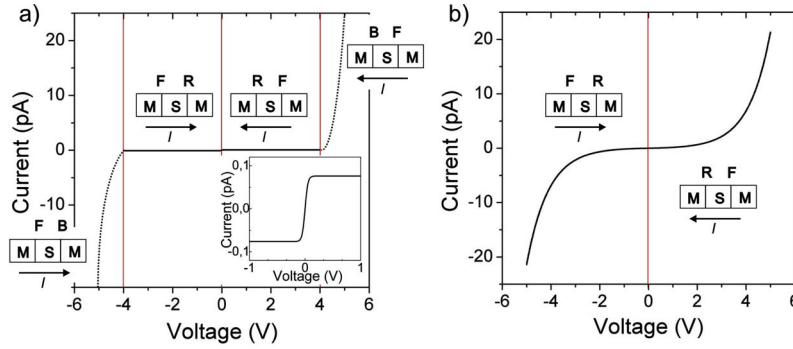 a)
Current (pA)
20
10
0
-10
-6 -4 -2 0 2 4 6
Voltage (V)
F R
M S M
I
R F
M S M
I
B F
M S M
I
F B
M S M
I
Current (pA)
0,1
0,0
-0,1
-1 0 1
Voltage (V)
b)
Current (pA)
20
10
0
-10
-20
-6 -4 -2 0 2 4 6
Voltage (V)
F R
M S M
I
R F
M S M
I